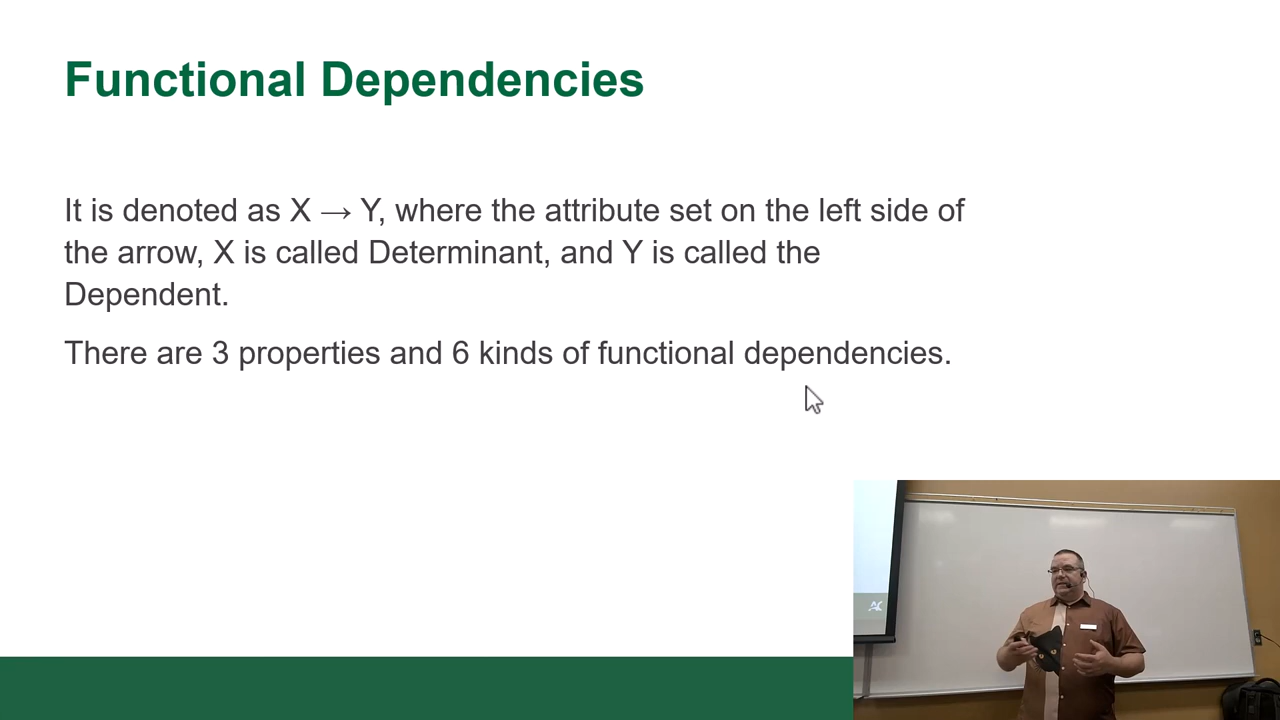 Functional Dependencies
It is denoted as X → Y, where the attribute set on the left side of
the arrow, X is called Determinant, and Y is called the
Dependent.
There are 3 properties and 6 kinds of functional dependencies.